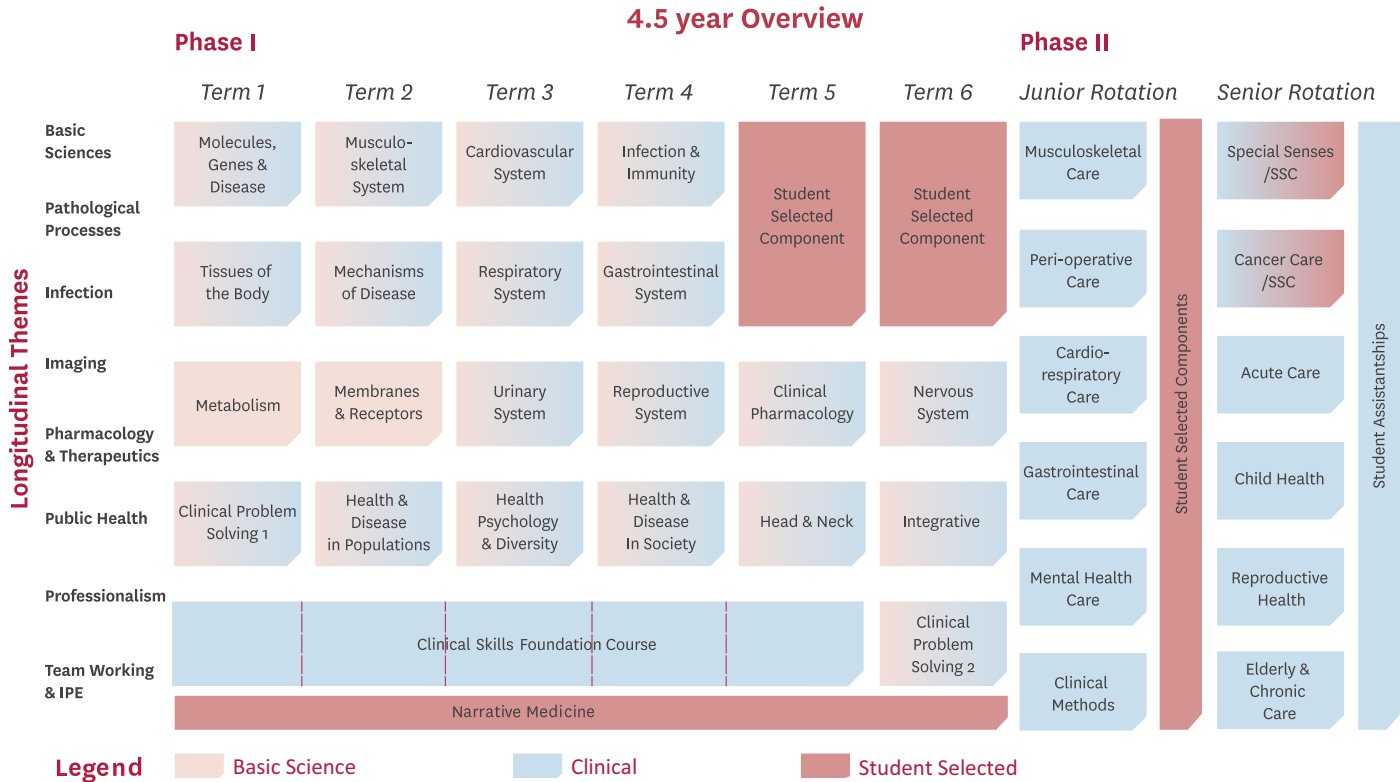 4.5 year Overview
Phase I
Phase II
Term 1
Term 2
Term 3
Term 4
Term 5
Term 6
Junior Rotation
Senior Rotation
Longitudinal Themes
Basic
Sciences
Pathological
Processes
Infection
Imaging
Pharmacology
& Therapeutics
Public Health
Professionalism
Team Working
& IPE
Molecules,
Genes &
Disease
Musculo-
skeletal
System
Cardiovascular
System
Infection &
Immunity
Student
Selected
Component
Student
Selected
Component
Tissues of
the Body
Mechanisms
of Disease
Respiratory
System
Gastrointestinal
System
Metabolism
Membranes
& Receptors
Urinary
System
Reproductive
System
Clinical
Pharmacology
Nervous
System
Clinical Problem
Solving 1
Health &
Disease
in Populations
Health
Psychology
& Diversity
Health &
Disease
In Society
Head & Neck
Integrative
Clinical Skills Foundation Course
Clinical
Problem
Solving 2
Narrative Medicine
Musculoskeletal
Care
Peri-operative
Care
Cardio-
respiratory
Care
Gastrointestinal
Care
Mental Health
Care
Clinical
Methods
Student Selected Components
Special Senses
/SSC
Cancer Care
/SSC
Acute Care
Child Health
Reproductive
Health
Elderly &
Chronic
Care
Student Assistantships
Legend
Basic Science
Clinical
Student Selected